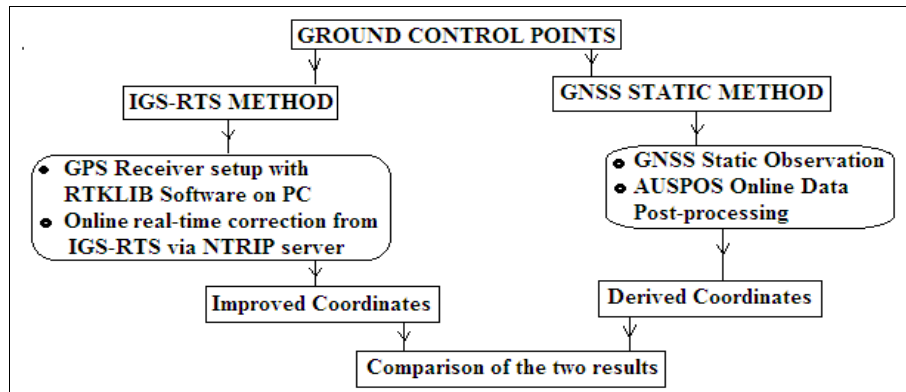 GROUND CONTROL POINTS
IGS-RTS METHOD
GNSS STATIC METHOD
• GPS Receiver setup with
RTKLIB Software on PC
• Online real-time correction from
IGS-RTS via NTRIP server
• GNSS Static Observation
• AUSPOS Online Data
Post-processing
Improved Coordinates
Derived Coordinates
Comparison of the two results